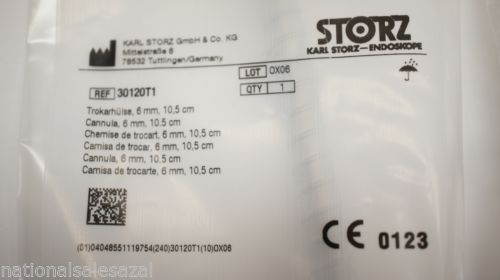 KARL STORZ GmbH & Co. KG
Mittelstraße 8
78532 Tuttlingen/Germany
STORZ
KARL STORZ–ENDOSKOPE
LOT OX06
REF 30120T1
QTY 1
Trokarhülse, 6 mm, 10,5 cm
Cannula, 6 mm, 10,5 cm
Chemise de trocart, 6 mm, 10,5 cm
Camisa de trocar, 6 mm, 10,5 cm
Cannula, 6 mm, 10,5 cm
Camisa de trocarte, 6 mm, 10,5 cm
(01)04048551119754(240)30120T1(10)OX06
CE 0123
nationalsa-esazal